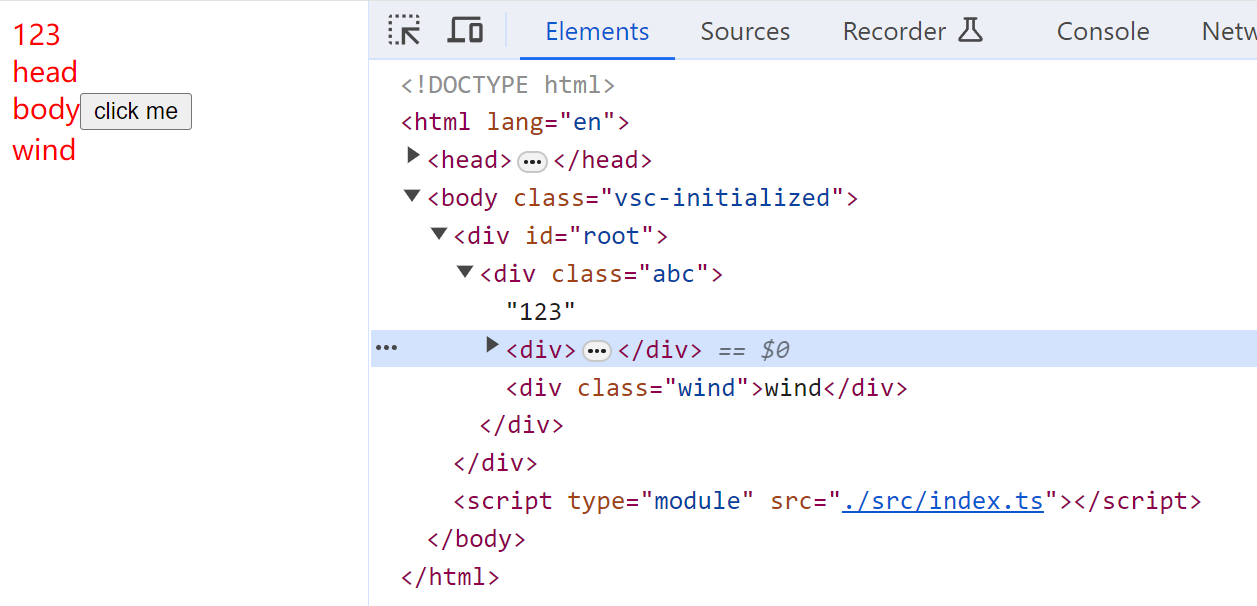 123
head
body click me
wind
Elements Sources Recorder Console Netw
<!DOCTYPE html>
<html lang="en">
<head> ••• </head>
<body class="vsc-initialized">
<div id="root">
<div class="abc">
"123"
••• <div> ••• </div> == $0
<div class="wind">wind</div>
</div>
</div>
<script type="module" src="./src/index.ts"></script>
</body>
</html>